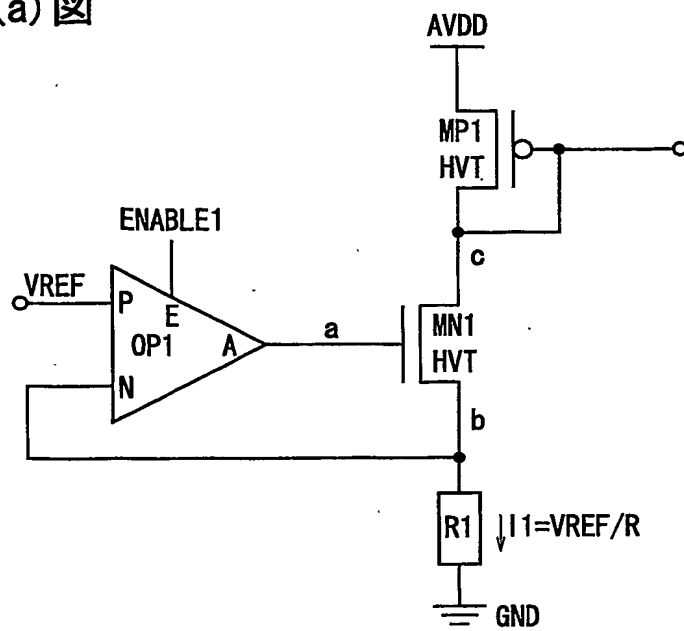 (a) 図
AVDD
MP1
HVT
ENABLE1
c
VREF
P
E
a
MN1
OP1
A
HVT
N
b
R1
↓I1=VREF/R
GND